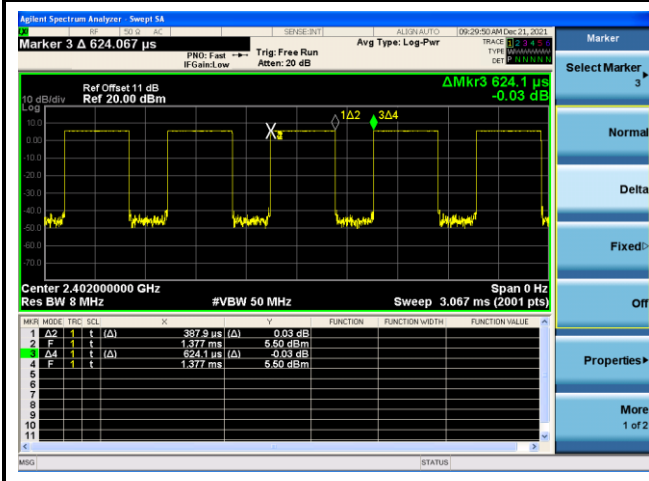 Agilent Spectrum Analyzer - Swept SA
RF 50 Ω AC SENSE:INT ALIGN AUTO 09:29:50 AM Dec 21, 2021
Marker 3 Δ 624.067 µs
PNO: Fast
IFGain:Low
Trig: Free Run
Atten: 20 dB
Avg Type: Log-Pwr
TRACE 1 2 3 4 5 6
TYPE WWWWWW
DET P N N N N N
Ref Offset 11 dB
10 dB/div Ref 20.00 dBm
Log
ΔMkr3 624.1 µs
-0.03 dB
10.0
0.00
-10.0
-20.0
-30.0
-40.0
-50.0
-60.0
-70.0
1Δ2
3Δ4
Center 2.402000000 GHz Span 0 Hz
Res BW 8 MHz #VBW 50 MHz Sweep 3.067 ms (2001 pts)
MKR MODE TRC SCL X Y FUNCTION FUNCTION WIDTH FUNCTION VALUE
1 Δ2 1 t (Δ) 387.9 µs (Δ) 0.03 dB
2 F 1 t 1.377 ms 5.50 dBm
3 Δ4 1 t (Δ) 624.1 µs (Δ) -0.03 dB
4 F 1 t 1.377 ms 5.50 dBm
5
6
7
8
9
10
11
MSG STATUS
Marker
Select Marker
3
Normal
Delta
Fixed
Off
Properties
More
1 of 2